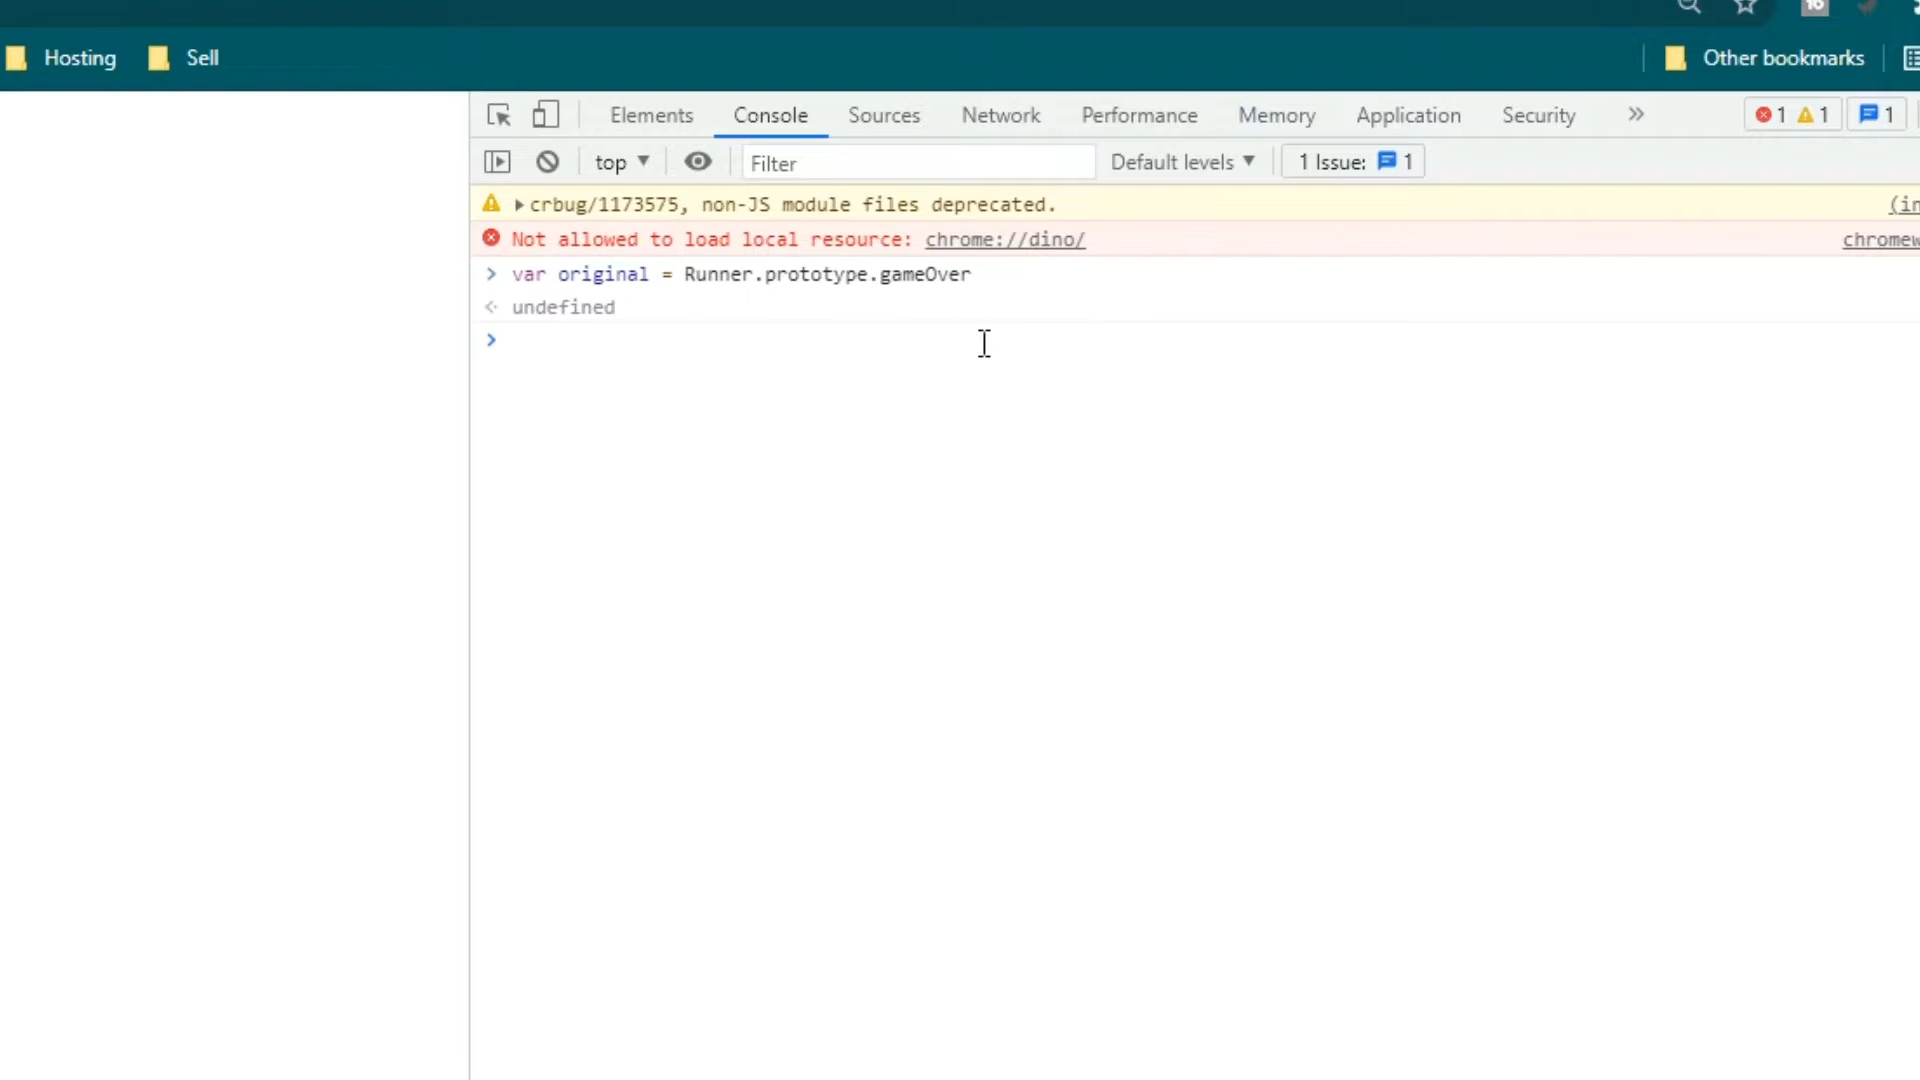 Hosting Sell Other bookmarks
Elements Console Sources Network Performance Memory Application Security » 1 1 1
top ▼ Filter Default levels ▼ 1 Issue: 1
crbug/1173575, non-JS module files deprecated. (in
Not allowed to load local resource: chrome://dino/ chromew
> var original = Runner.prototype.gameOver
undefined
>